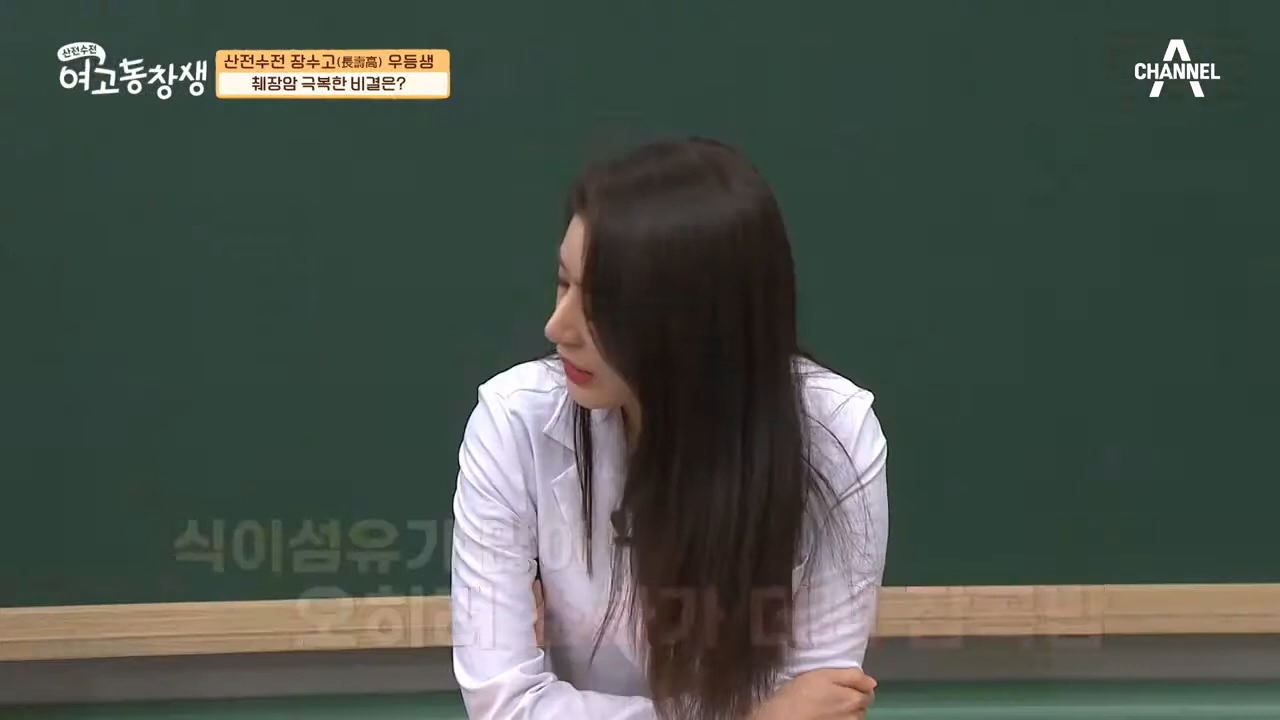 산전수전
여고동창생
산전수전 장수고(長壽高) 우등생
췌장암 극복한 비결은?
CHANNEL A
식이섬유가
오히려